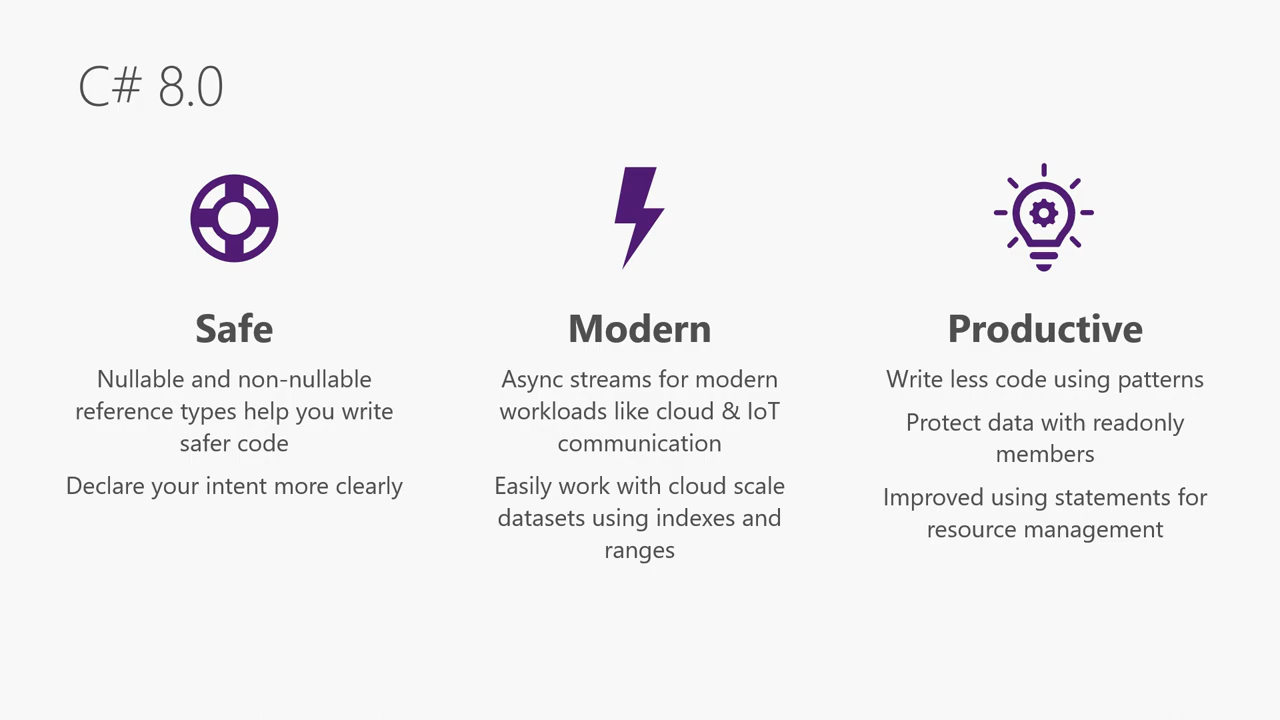 C# 8.0
Safe
Nullable and non-nullable
reference types help you write
safer code
Declare your intent more clearly
Modern
Async streams for modern
workloads like cloud & IoT
communication
Easily work with cloud scale
datasets using indexes and
ranges
Productive
Write less code using patterns
Protect data with readonly
members
Improved using statements for
resource management